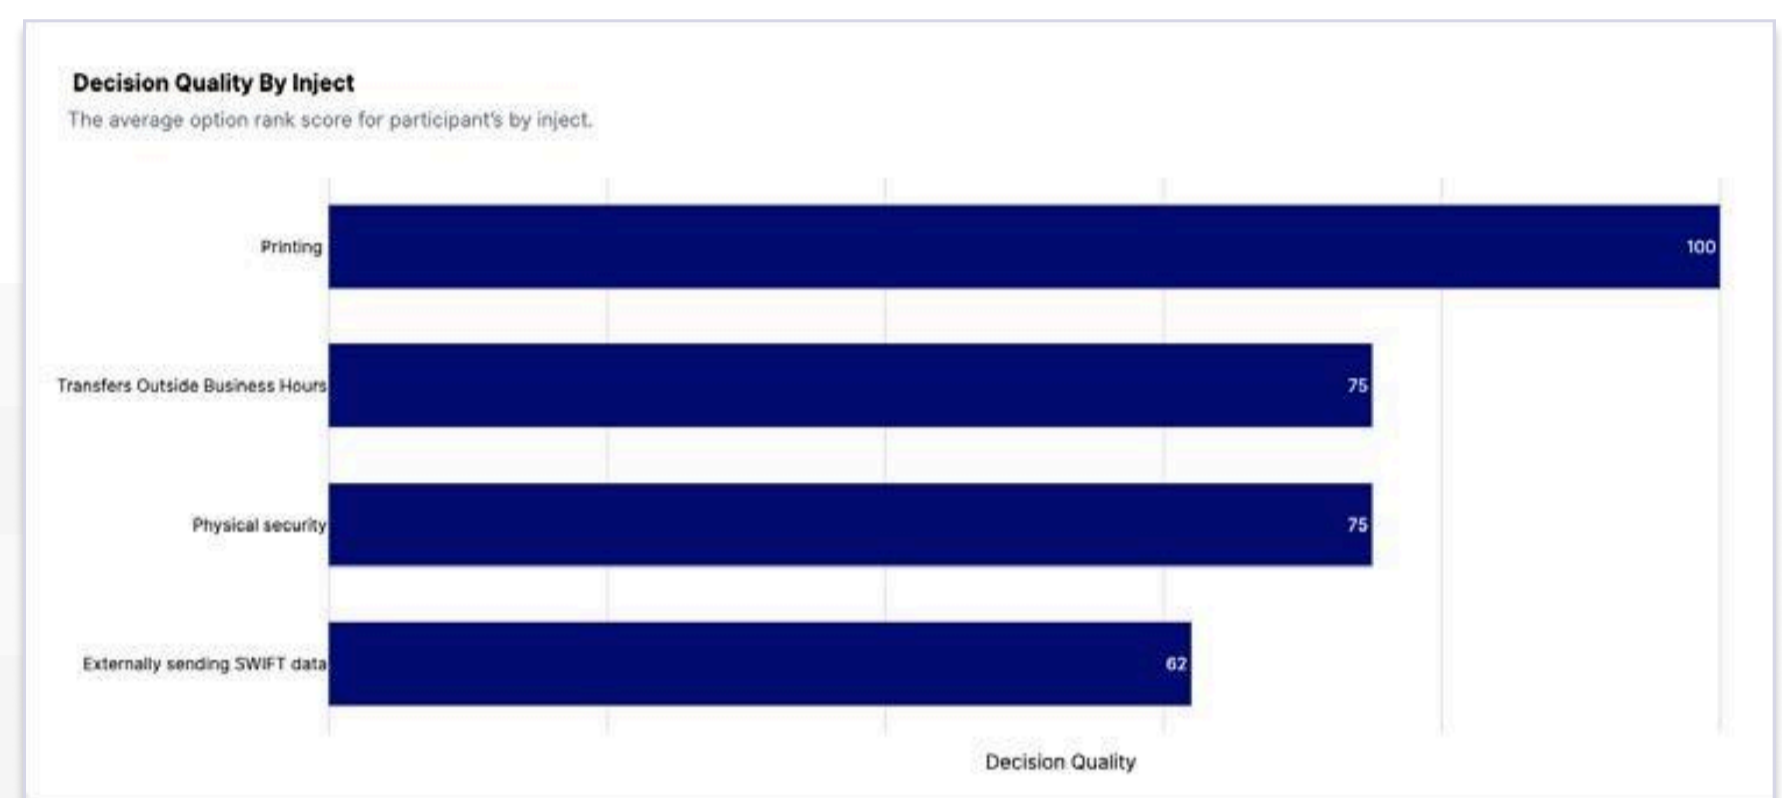 Decision Quality By Inject
The average option rank score for participant's by inject.
Printing
100
Transfers Outside Business Hours
75
Physical security
75
Externally sending SWIFT data
62
Decision Quality